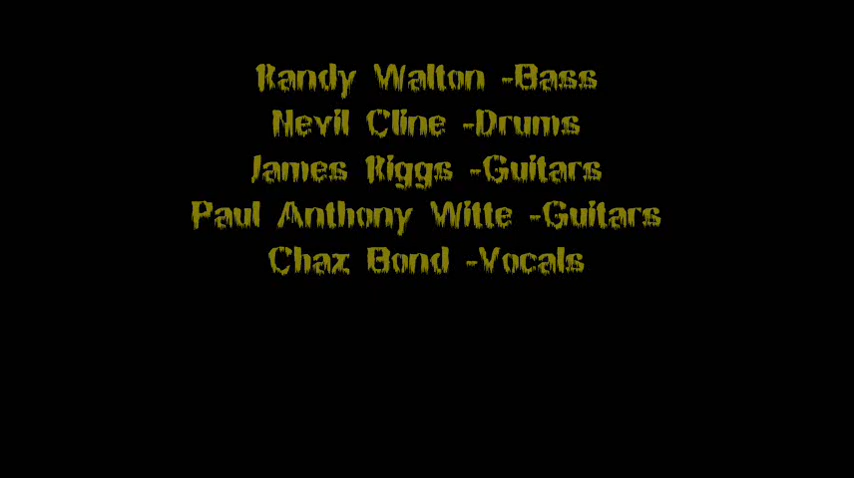 Randy Walton -Bass
Nevil Cline -Drums
James Riggs -Guitars
Paul Anthony Witte -Guitars
Chaz Bond -Vocals